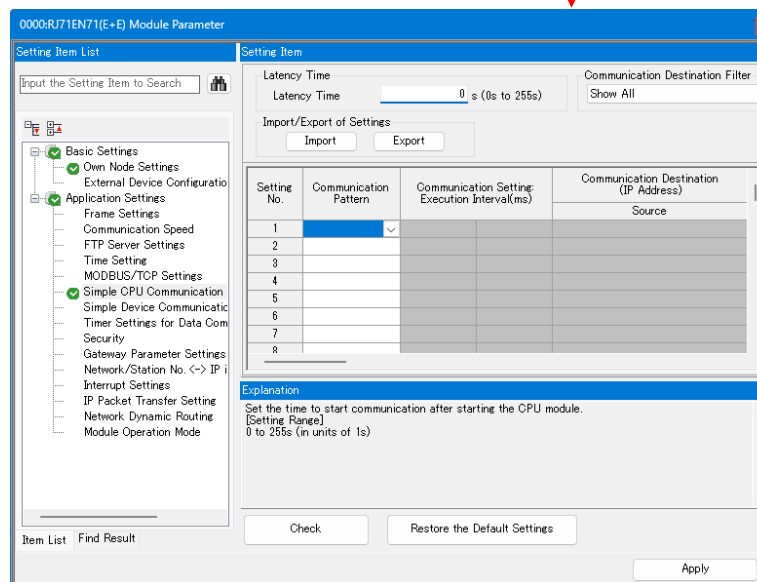 0000:RJ71EN71(E+E) Module Parameter
Setting Item List
Input the Setting Item to Search
Basic Settings
Own Node Settings
External Device Configuratio
Application Settings
Frame Settings
Communication Speed
FTP Server Settings
Time Setting
MODBUS/TCP Settings
Simple CPU Communication
Simple Device Communicatic
Timer Settings for Data Com
Security
Gateway Parameter Settings
Network/Station No. <-> IP i
Interrupt Settings
IP Packet Transfer Setting
Network Dynamic Routing
Module Operation Mode
Item List
Find Result
Setting Item
Latency Time
Latency Time 0 s (0s to 255s)
Communication Destination Filter
Show All
Import/Export of Settings
Import Export
Setting No.
Communication Pattern
Communication Setting: Execution Interval(ms)
Communication Destination (IP Address)
Source
1
2
3
4
5
6
7
8
Explanation
Set the time to start communication after starting the CPU module.
[Setting Range]
0 to 255s (in units of 1s)
Check
Restore the Default Settings
Apply